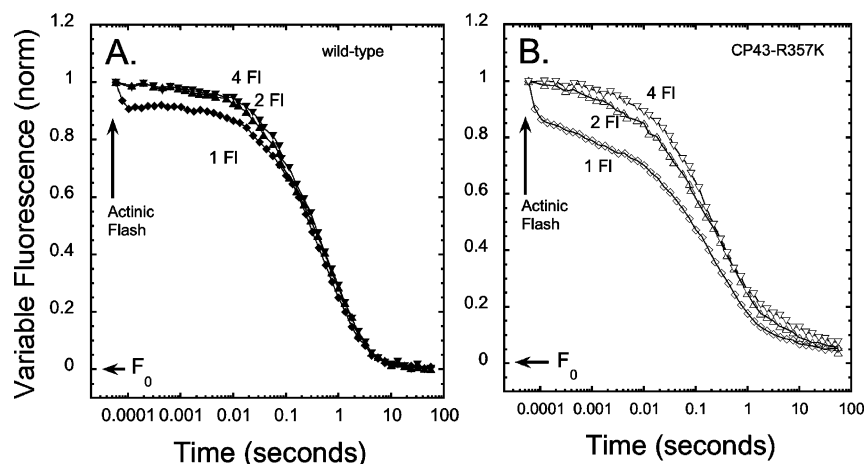 A.
wild-type
4 Fl
2 Fl
1 Fl
Actinic
Flash
F0
Variable Fluorescence (norm)
1.2
1
0.8
0.6
0.4
0.2
0
0.0001 0.001 0.01 0.1 1 10 100
Time (seconds)
B.
CP43-R357K
4 Fl
2 Fl
1 Fl
Actinic
Flash
F0
1.2
1
0.8
0.6
0.4
0.2
0
0.0001 0.001 0.01 0.1 1 10 100
Time (seconds)